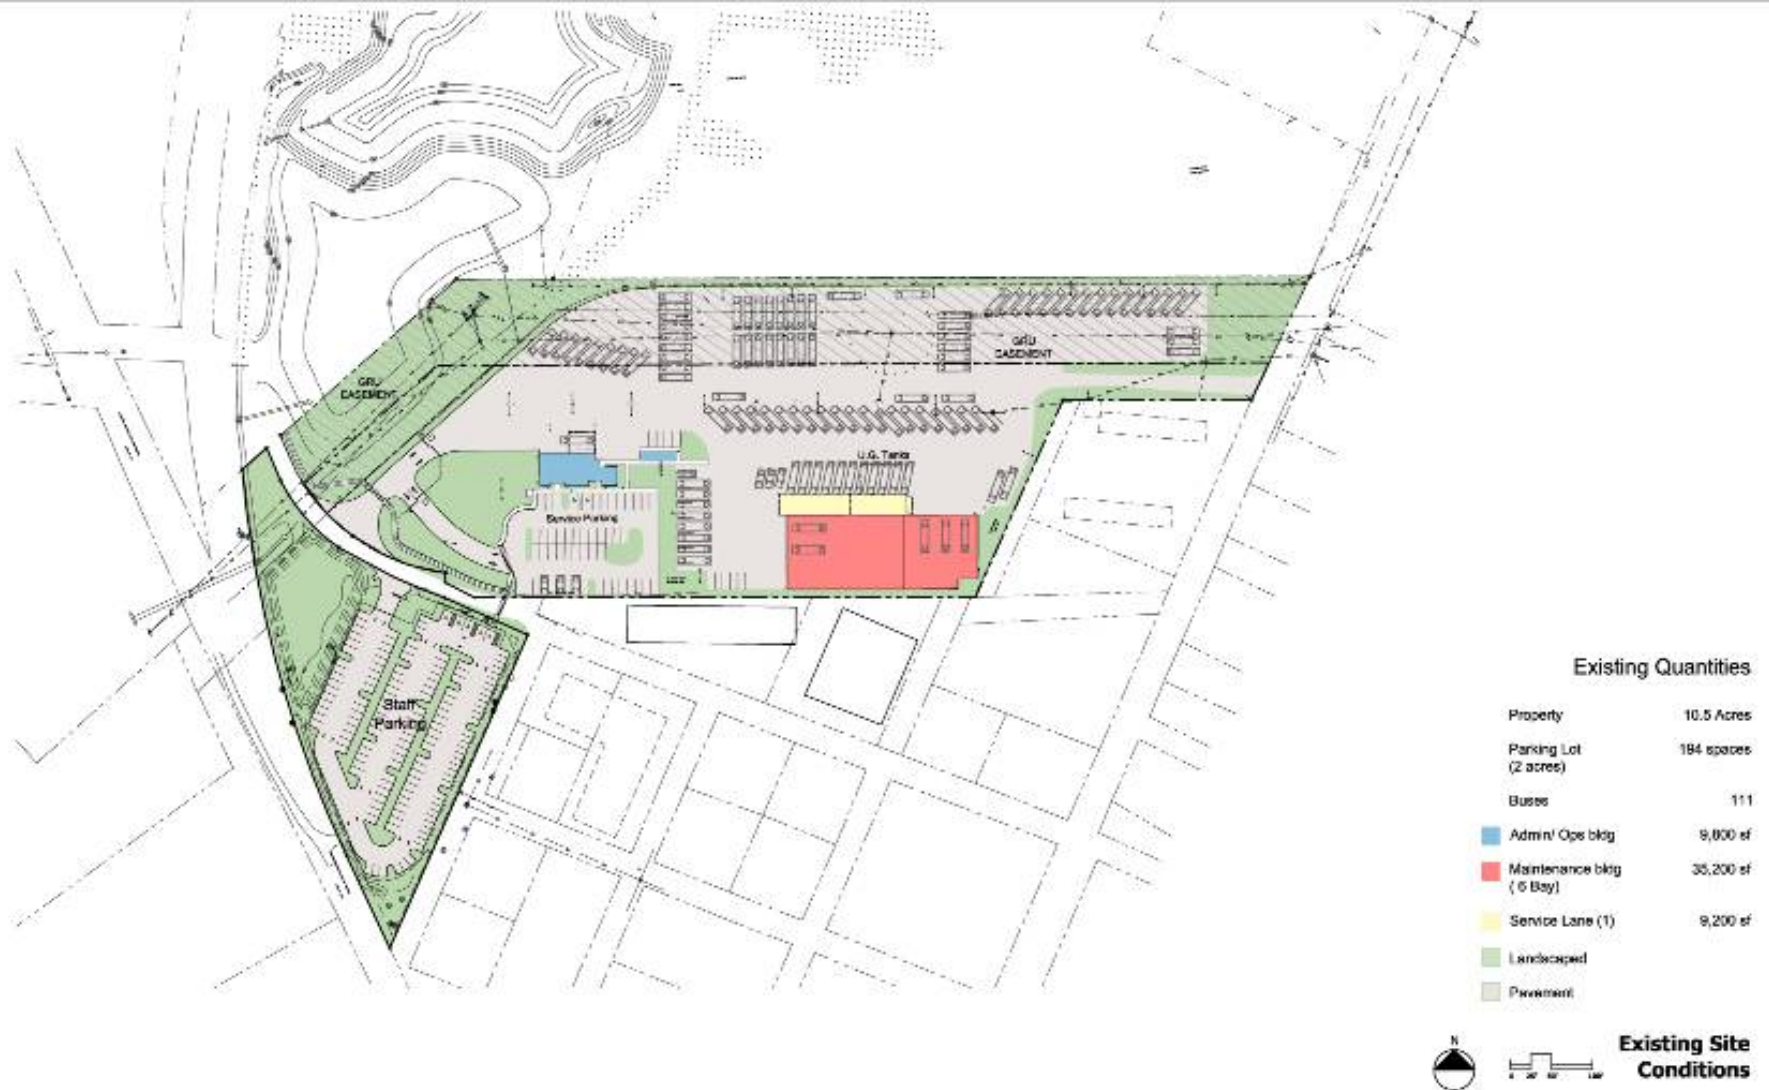 GRU
EASEMENT
GRU
EASEMENT
U.G. Tanks
Service Parking
Staff
Parking
Existing Quantities
Property 10.5 Acres
Parking Lot 194 spaces
(2 acres)
Buses 111
Admin/ Ops bldg 9,800 sf
Maintenance bldg 35,200 sf
( 6 Bay)
Service Lane (1) 9,200 sf
Landscaped
Pavement
N
Existing Site
Conditions